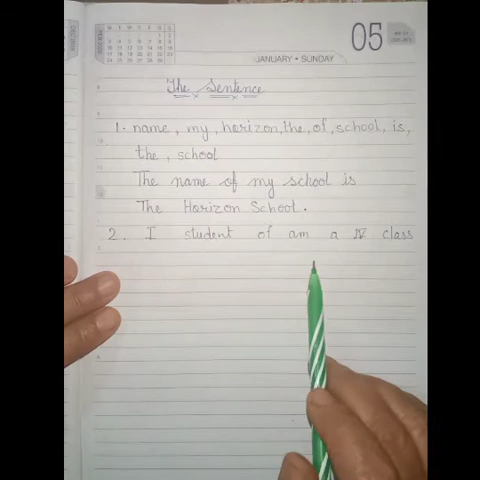 05
JANUARY • SUNDAY
The Sentence
1. name, my, horizon, the, of, school, is,
the, school
The name of my school is
The Horizon School.
2. I student of am a IV class